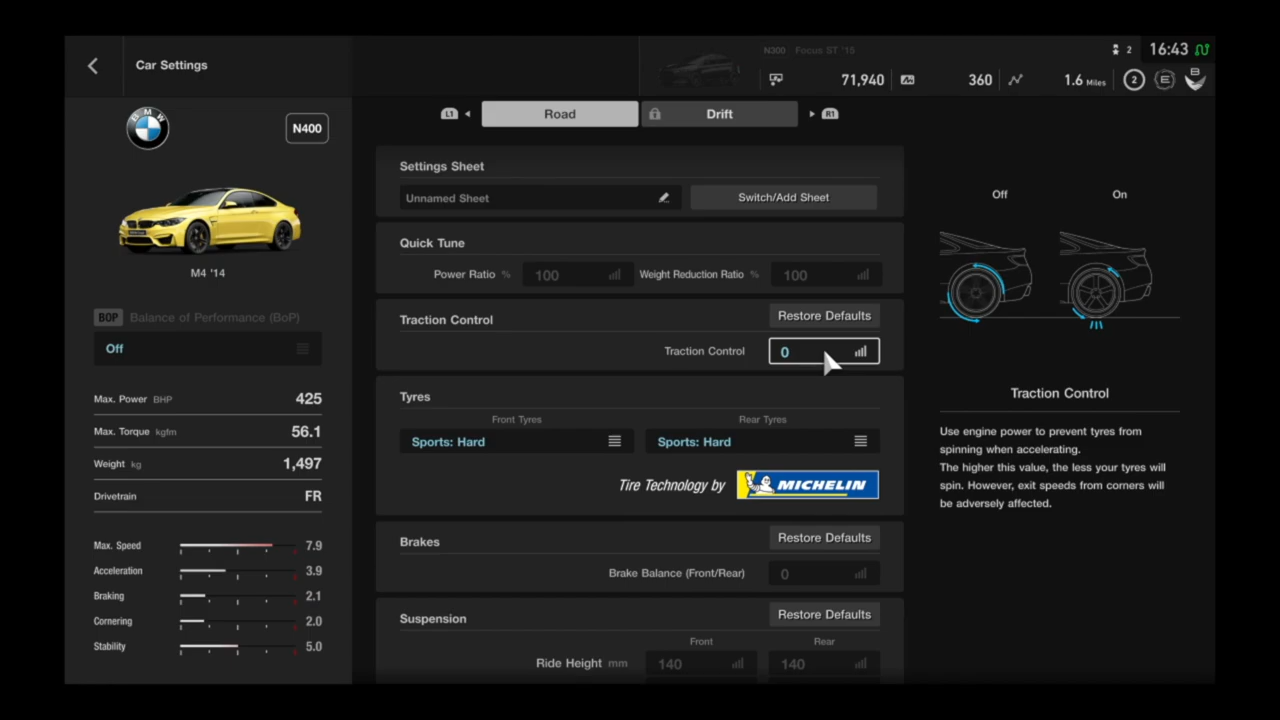 Car Settings
N300 Focus ST '15
2 16:43
71,940 360 1.6 Miles 2 E B
BMW
N400
M4 '14
BOP Balance of Performance (BoP)
Off
Max. Power BHP 425
Max. Torque kgfm 56.1
Weight kg 1,497
Drivetrain FR
Max. Speed 7.9
Acceleration 3.9
Braking 2.1
Cornering 2.0
Stability 5.0
L1 Road Drift R1
Settings Sheet
Unnamed Sheet Switch/Add Sheet
Quick Tune
Power Ratio % 100 Weight Reduction Ratio % 100
Traction Control Restore Defaults
Traction Control 0
Tyres
Front Tyres Rear Tyres
Sports: Hard Sports: Hard
Tire Technology by MICHELIN
Brakes Restore Defaults
Brake Balance (Front/Rear) 0
Suspension Restore Defaults
Front Rear
Ride Height mm 140 140
Off On
Traction Control
Use engine power to prevent tyres from
spinning when accelerating.
The higher this value, the less your tyres will
spin. However, exit speeds from corners will
be adversely affected.